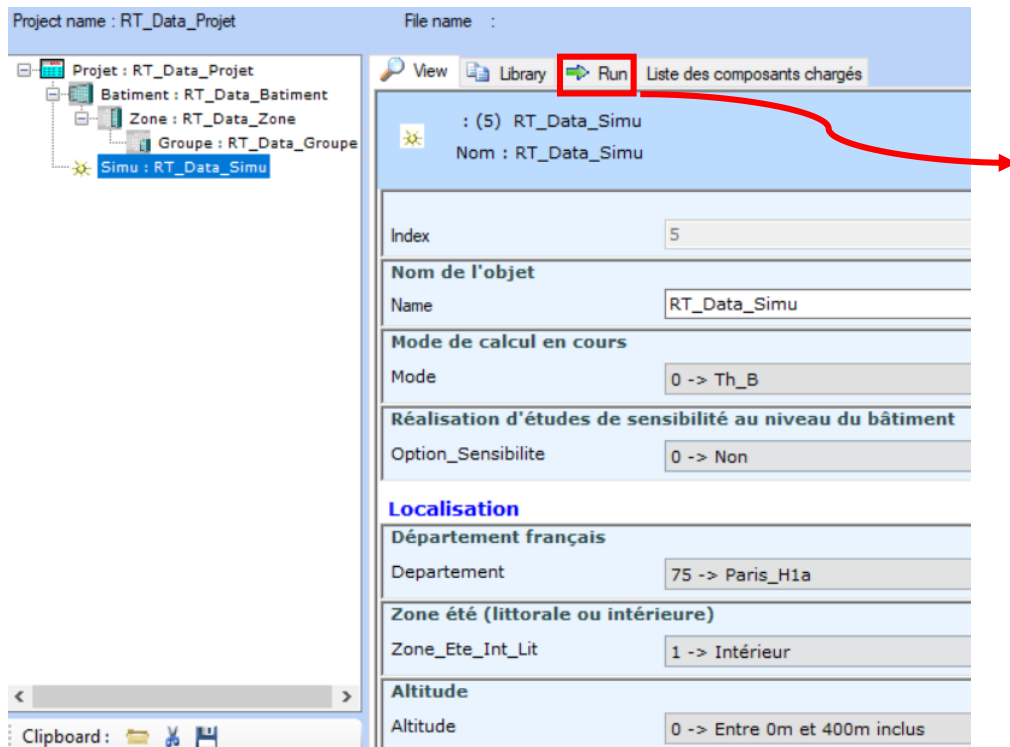 Project name : RT_Data_Projet File name :
Projet : RT_Data_Projet
Batiment : RT_Data_Batiment
Zone : RT_Data_Zone
Groupe : RT_Data_Groupe
Simu : RT_Data_Simu
View Library Run Liste des composants chargés
: (5) RT_Data_Simu
Nom : RT_Data_Simu
Index 5
Nom de l'objet
Name RT_Data_Simu
Mode de calcul en cours
Mode 0 -> Th_B
Réalisation d'études de sensibilité au niveau du bâtiment
Option_Sensibilite 0 -> Non
Localisation
Département français
Departement 75 -> Paris_H1a
Zone été (littorale ou intérieure)
Zone_Ete_Int_Lit 1 -> Intérieur
Altitude
Altitude 0 -> Entre 0m et 400m inclus
Clipboard :